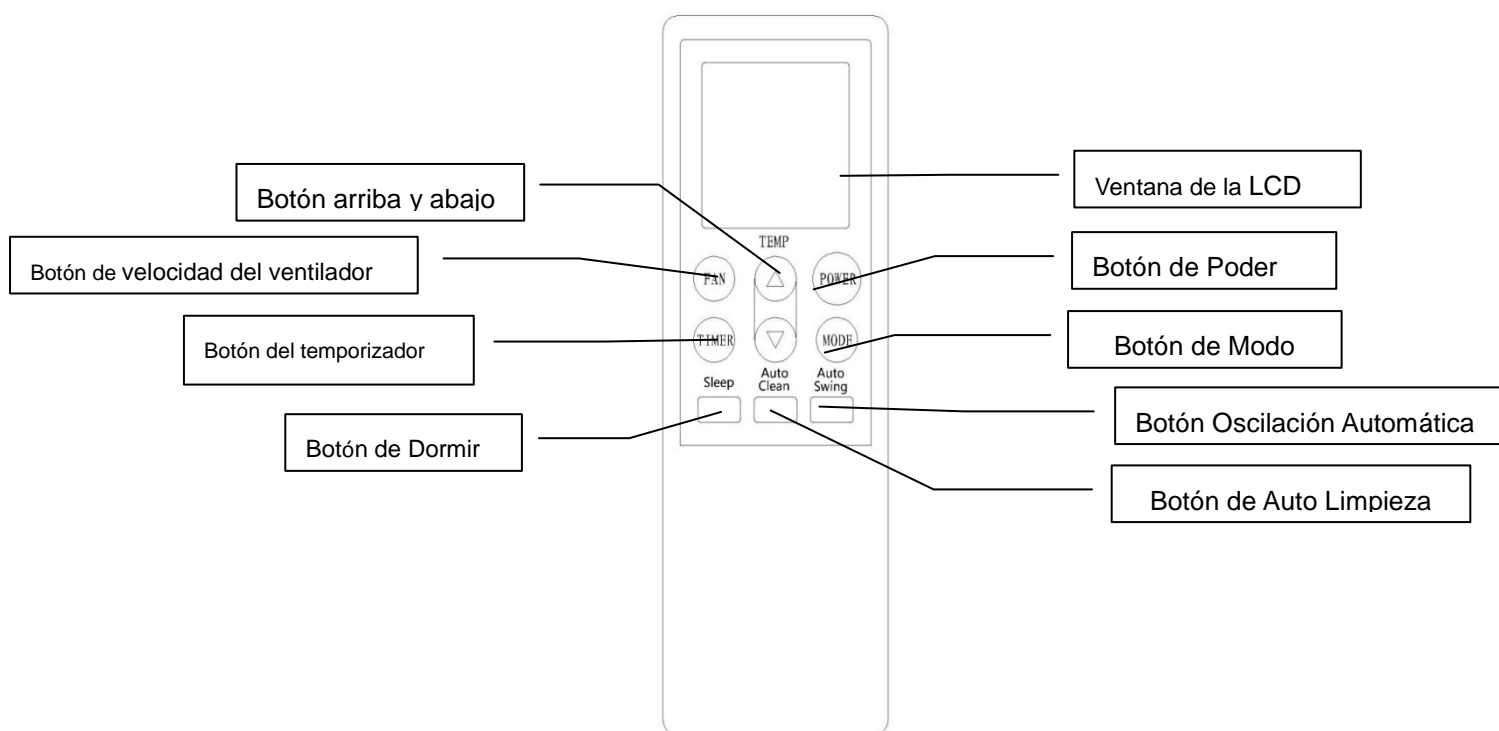 Botón arriba y abajo
Botón de velocidad del ventilador
Botón del temporizador
Botón de Dormir
TEMP
FAN
POWER
TIMER
MODE
Sleep
Auto
Clean
Auto
Swing
Ventana de la LCD
Botón de Poder
Botón de Modo
Botón Oscilación Automática
Botón de Auto Limpieza